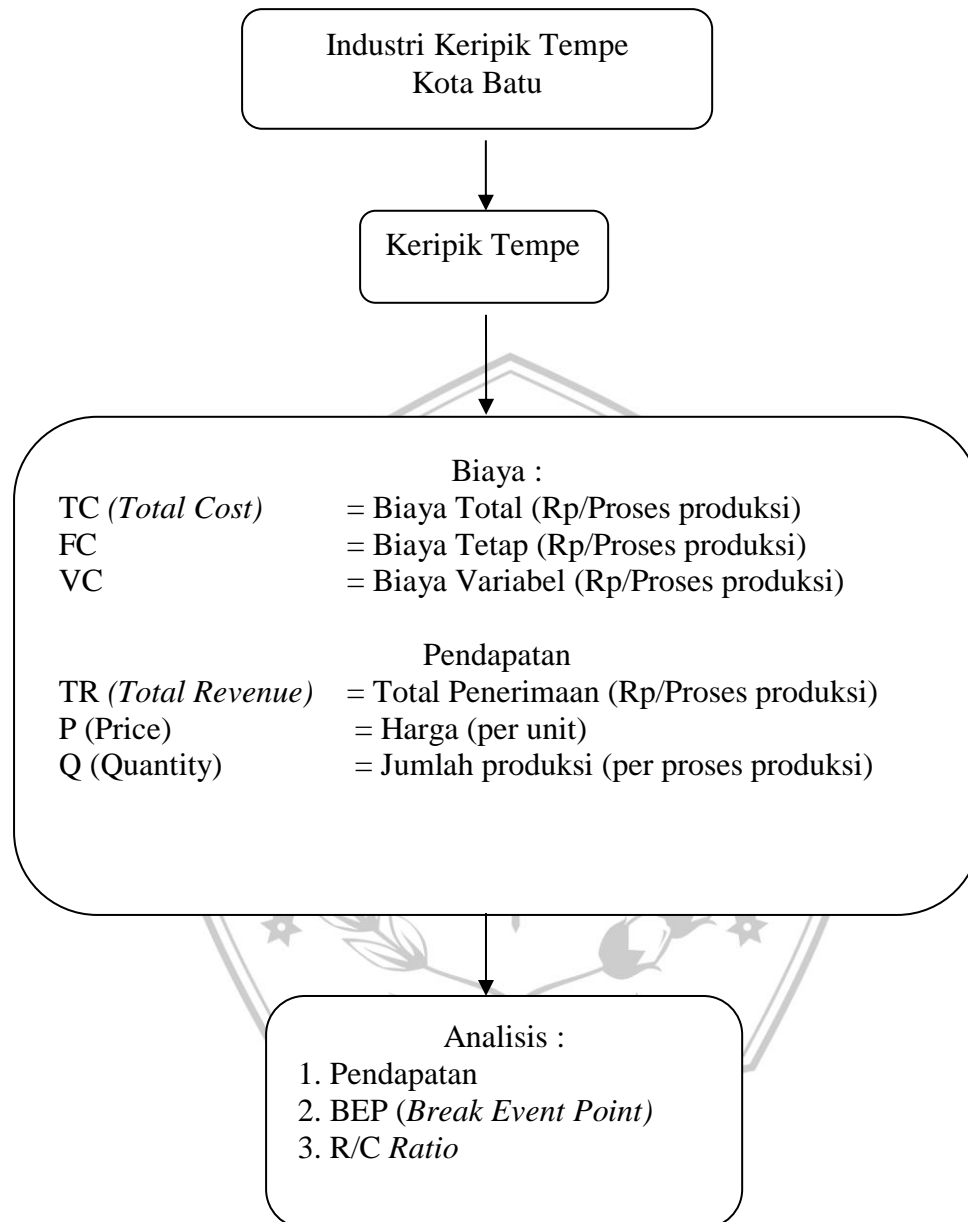 Industri Keripik Tempe
Kota Batu
Keripik Tempe
Biaya :
TC (Total Cost) = Biaya Total (Rp/Proses produksi)
FC = Biaya Tetap (Rp/Proses produksi)
VC = Biaya Variabel (Rp/Proses produksi)
Pendapatan
TR (Total Revenue) = Total Penerimaan (Rp/Proses produksi)
P (Price) = Harga (per unit)
Q (Quantity) = Jumlah produksi (per proses produksi)
Analisis :
1. Pendapatan
2. BEP (Break Event Point)
3. R/C Ratio